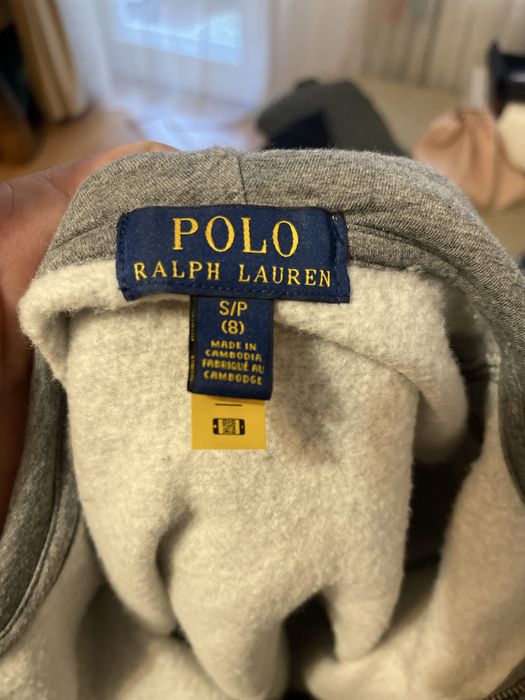 POLO
RALPH LAUREN
S/P
(8)
MADE IN
CAMBODIA
FABRIQUÉ AU
CAMBODGE